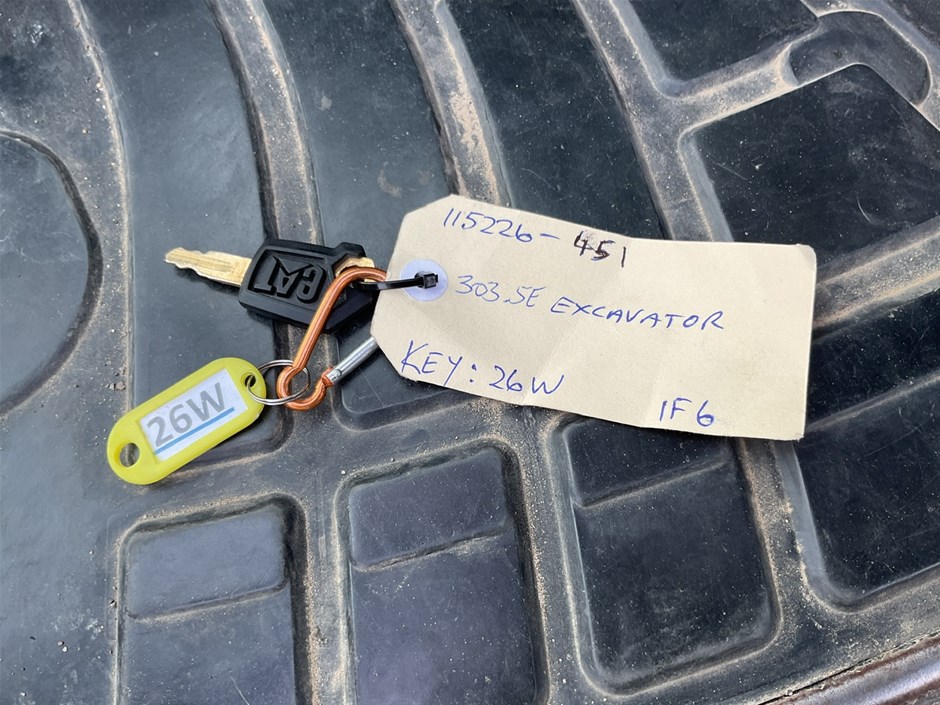 115226-451
303.5E EXCAVATOR
KEY: 26W
1F6
CAT
26W